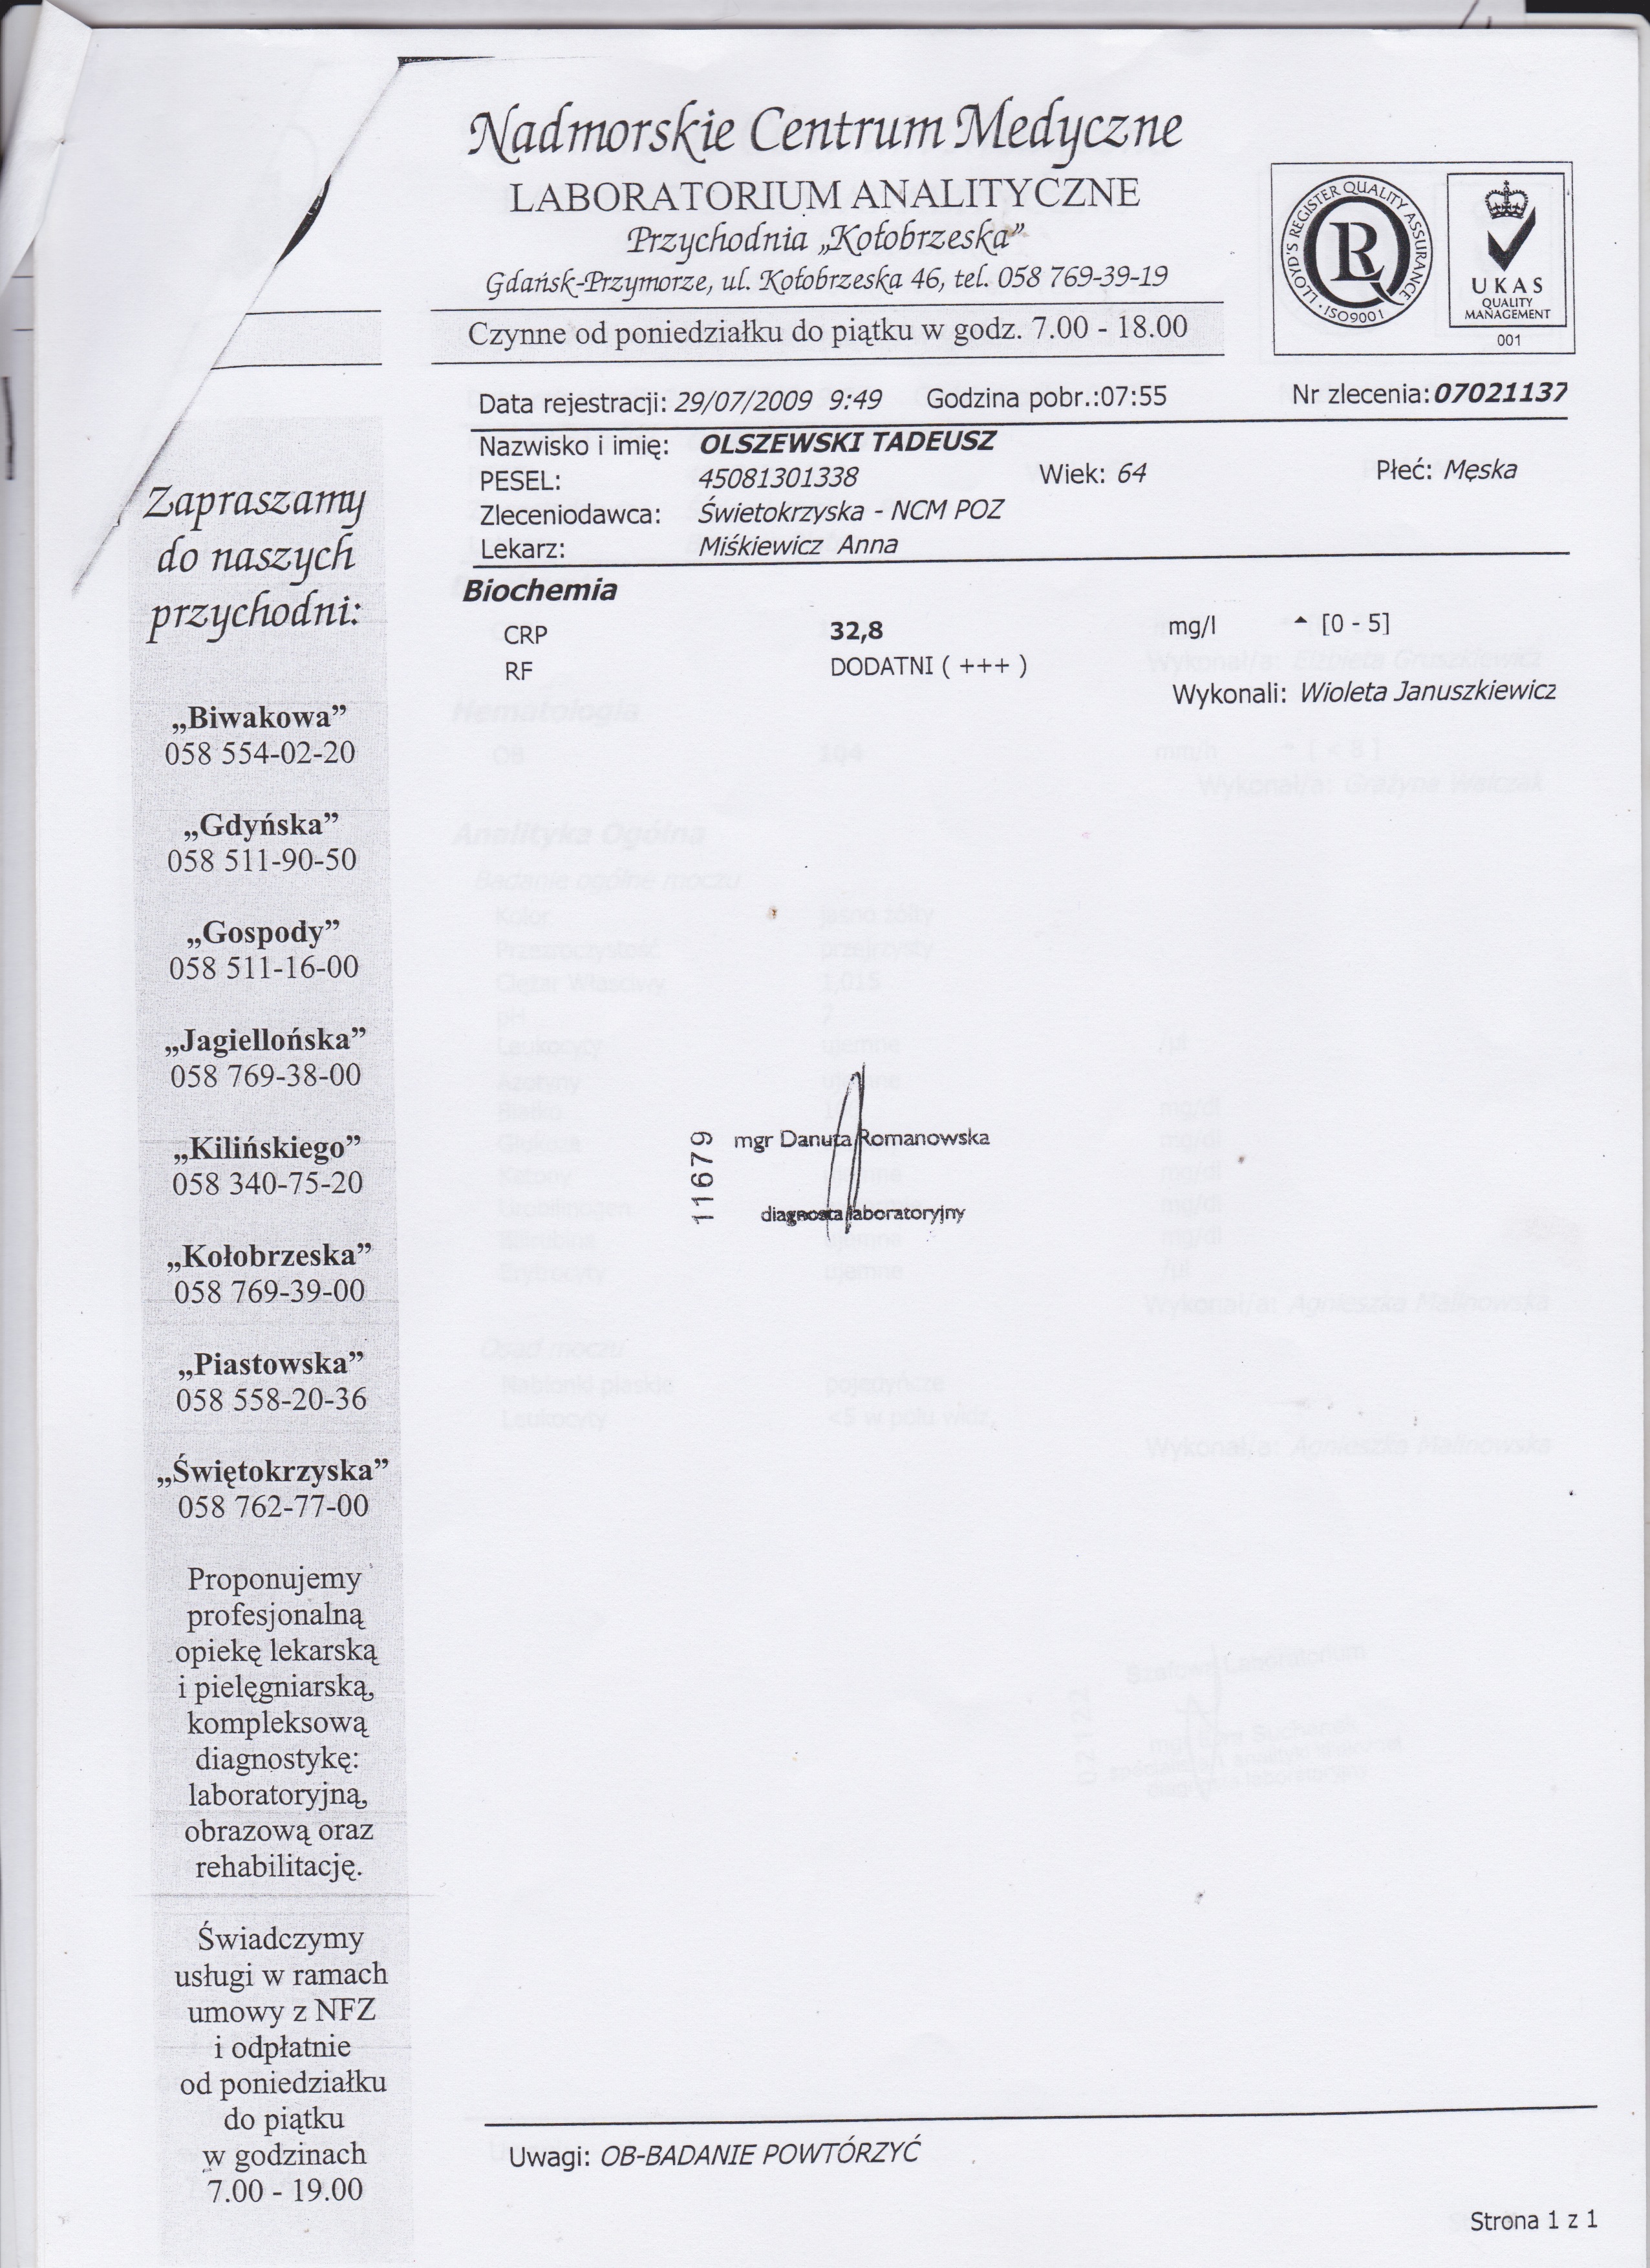 Nadmorskie Centrum Medyczne
LABORATORIUM ANALITYCZNE
Przychodnia „Kołobrzeska”
Gdańsk-Przymorze, ul. Kołobrzeska 46, tel. 058 769-39-19
Czynne od poniedziałku do piątku w godz. 7.00 - 18.00
LLOYD'S REGISTER QUALITY ASSURANCE
· ISO9001 ·
UKAS
QUALITY
MANAGEMENT
001
Data rejestracji: 29/07/2009 9:49 Godzina pobr.:07:55 Nr zlecenia: 07021137
Nazwisko i imię: OLSZEWSKI TADEUSZ
PESEL: 45081301338 Wiek: 64 Płeć: Męska
Zleceniodawca: Świetokrzyska - NCM POZ
Lekarz: Miśkiewicz Anna
Biochemia
CRP 32,8 mg/l [0 - 5]
RF DODATNI ( +++ )
Wykonali: Wioleta Januszkiewicz
Zapraszamy
do naszych
przychodni:
„Biwakowa”
058 554-02-20
„Gdyńska”
058 511-90-50
„Gospody”
058 511-16-00
„Jagiellońska”
058 769-38-00
„Kilińskiego”
058 340-75-20
„Kołobrzeska”
058 769-39-00
„Piastowska”
058 558-20-36
„Świętokrzyska”
058 762-77-00
Proponujemy
profesjonalną
opiekę lekarską
i pielęgniarską,
kompleksową
diagnostykę:
laboratoryjną,
obrazową oraz
rehabilitację.
Świadczymy
usługi w ramach
umowy z NFZ
i odpłatnie
od poniedziałku
do piątku
w godzinach
7.00 - 19.00
11679
mgr Danuta Romanowska
diagnosta laboratoryjny
Uwagi: OB-BADANIE POWTÓRZYĆ
Strona 1 z 1